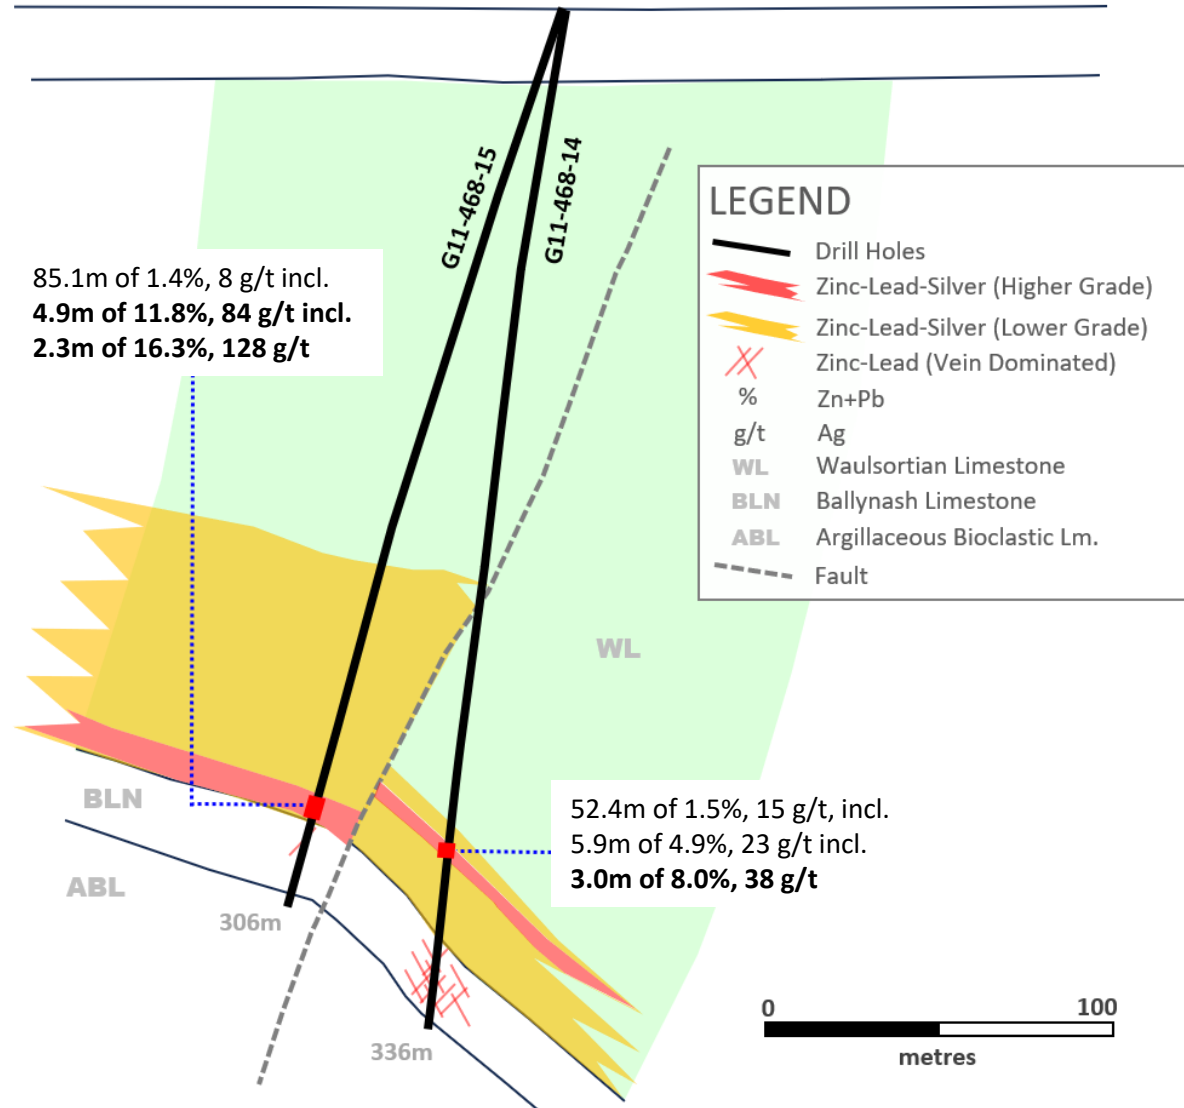 G11-468-15
G11-468-14
LEGEND
Drill Holes
Zinc-Lead-Silver (Higher Grade)
Zinc-Lead-Silver (Lower Grade)
Zinc-Lead (Vein Dominated)
% Zn+Pb
g/t Ag
WL Waulsortian Limestone
BLN Ballynash Limestone
ABL Argillaceous Bioclastic Lm.
Fault
85.1m of 1.4%, 8 g/t incl.
4.9m of 11.8%, 84 g/t incl.
2.3m of 16.3%, 128 g/t
WL
BLN
ABL
52.4m of 1.5%, 15 g/t, incl.
5.9m of 4.9%, 23 g/t incl.
3.0m of 8.0%, 38 g/t
306m
336m
0 100
metres